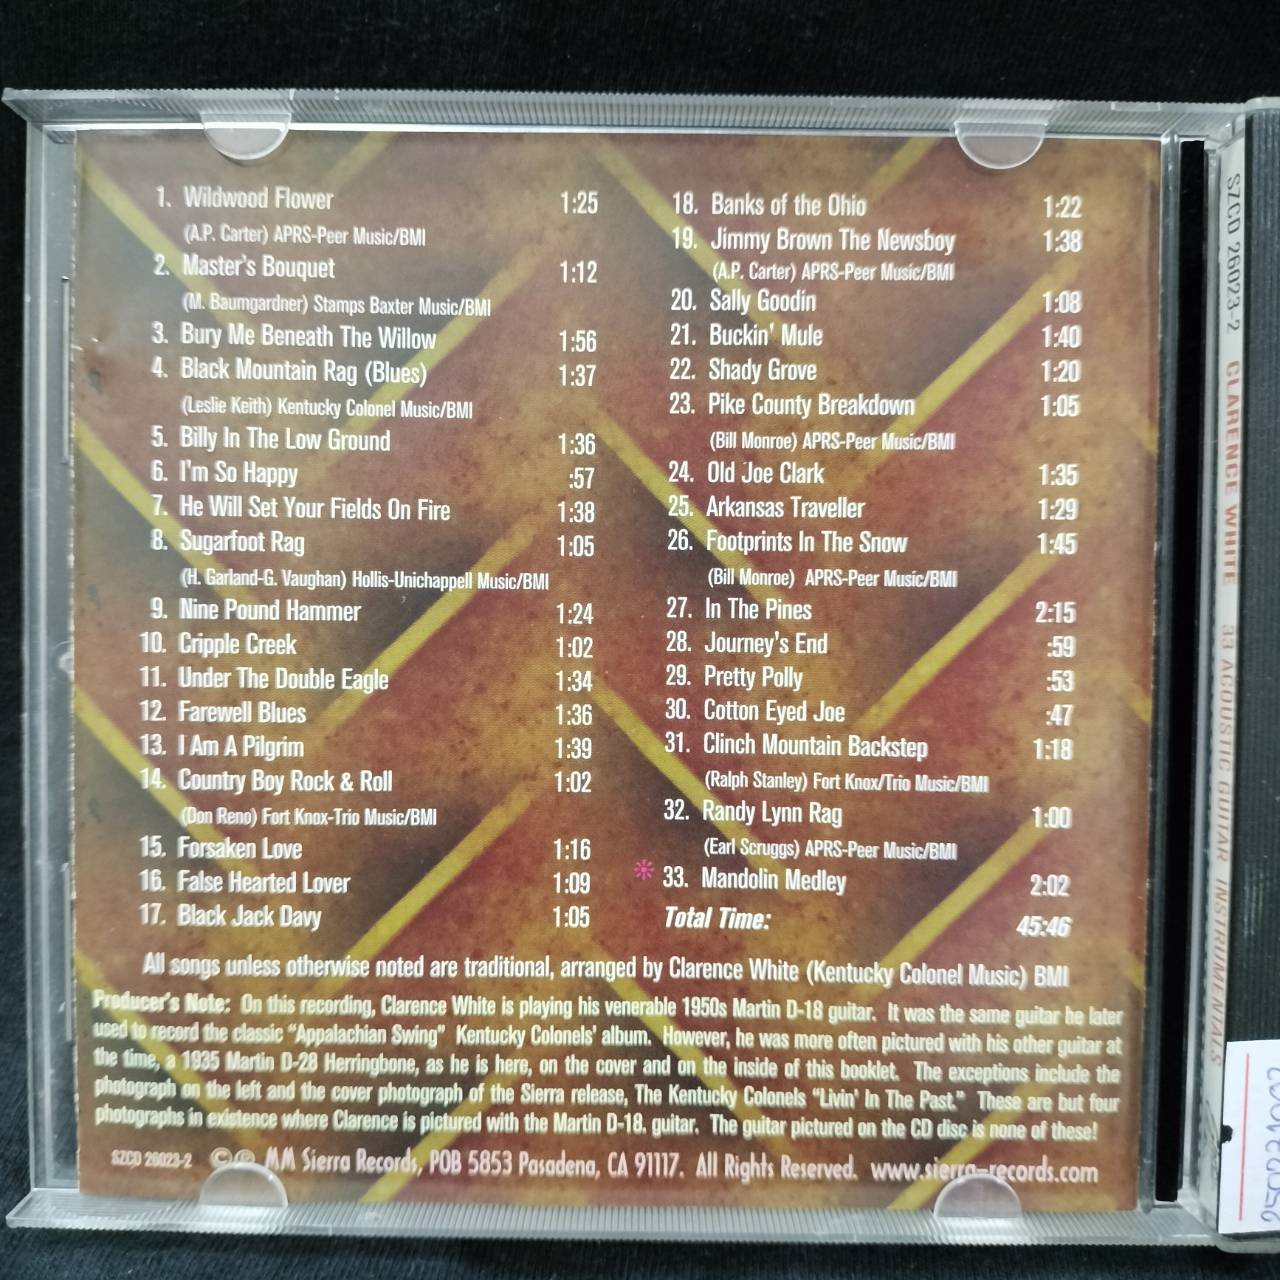 1. Wildwood Flower 1:25
(A.P. Carter) APRS-Peer Music/BMI
2. Master's Bouquet 1:12
(M. Baumgardner) Stamps Baxter Music/BMI
3. Bury Me Beneath The Willow 1:56
4. Black Mountain Rag (Blues) 1:37
(Leslie Keith) Kentucky Colonel Music/BMI
5. Billy In The Low Ground 1:36
6. I'm So Happy :57
7. He Will Set Your Fields On Fire 1:38
8. Sugarfoot Rag 1:05
(H. Garland-G. Vaughan) Hollis-Unichappell Music/BMI
9. Nine Pound Hammer 1:24
10. Cripple Creek 1:02
11. Under The Double Eagle 1:34
12. Farewell Blues 1:36
13. I Am A Pilgrim 1:39
14. Country Boy Rock & Roll 1:02
(Don Reno) Fort Knox-Trio Music/BMI
15. Forsaken Love 1:16
16. False Hearted Lover 1:09
17. Black Jack Davy 1:05
18. Banks of the Ohio 1:22
19. Jimmy Brown The Newsboy 1:38
(A.P. Carter) APRS-Peer Music/BMI
20. Sally Goodin 1:08
21. Buckin' Mule 1:40
22. Shady Grove 1:20
23. Pike County Breakdown 1:05
(Bill Monroe) APRS-Peer Music/BMI
24. Old Joe Clark 1:35
25. Arkansas Traveller 1:29
26. Footprints In The Snow 1:45
(Bill Monroe) APRS-Peer Music/BMI
27. In The Pines 2:15
28. Journey's End :59
29. Pretty Polly :53
30. Cotton Eyed Joe :47
31. Clinch Mountain Backstep 1:18
(Ralph Stanley) Fort Knox/Trio Music/BMI
32. Randy Lynn Rag 1:00
(Earl Scruggs) APRS-Peer Music/BMI
33. Mandolin Medley 2:02
Total Time: 45:46
All songs unless otherwise noted are traditional, arranged by Clarence White (Kentucky Colonel Music) BMI
Producer's Note: On this recording, Clarence White is playing his venerable 1950s Martin D-18 guitar. It was the same guitar he later
used to record the classic "Appalachian Swing" Kentucky Colonels' album. However, he was more often pictured with his other guitar at
the time, a 1935 Martin D-28 Herringbone, as he is here, on the cover and on the inside of this booklet. The exceptions include the
photograph on the left and the cover photograph of the Sierra release, The Kentucky Colonels "Livin' In The Past." These are but four
photographs in existence where Clarence is pictured with the Martin D-18, guitar. The guitar pictured on the CD disc is none of these!
SZCD 26023-2 © ℗ MM Sierra Records, POB 5853 Pasadena, CA 91117. All Rights Reserved. www.sierra-records.com
SZCD 26023-2 CLARENCE WHITE 33 ACOUSTIC GUITAR INSTRUMENTALS